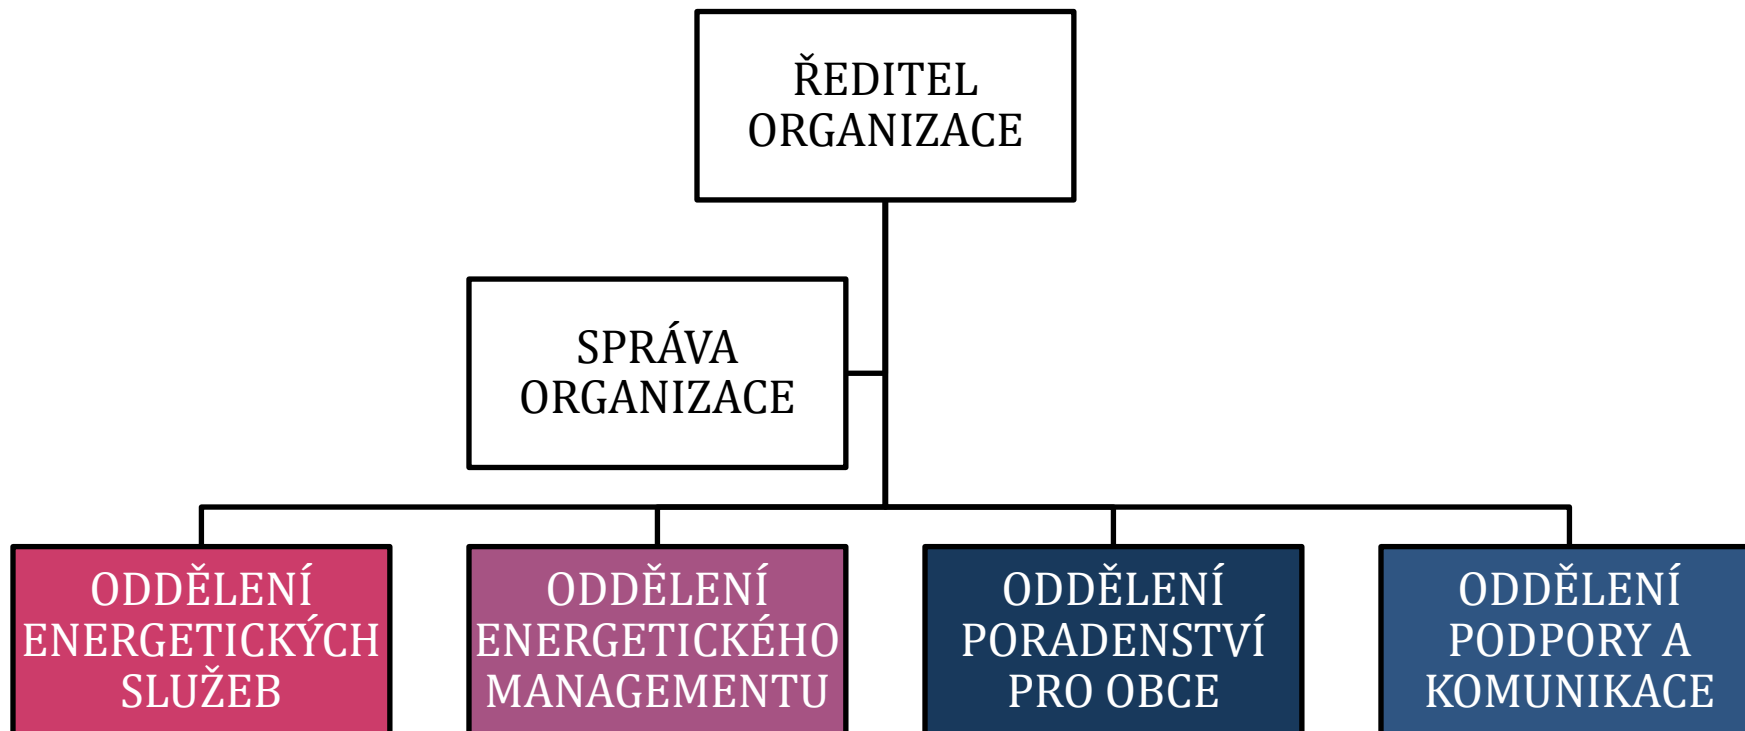 ŘEDITEL
ORGANIZACE
SPRÁVA
ORGANIZACE
ODDĚLENÍ
ENERGETICKÝCH
SLUŽEB
ODDĚLENÍ
ENERGETICKÉHO
MANAGEMENTU
ODDĚLENÍ
PORADENSTVÍ
PRO OBCE
ODDĚLENÍ
PODPORY A
KOMUNIKACE